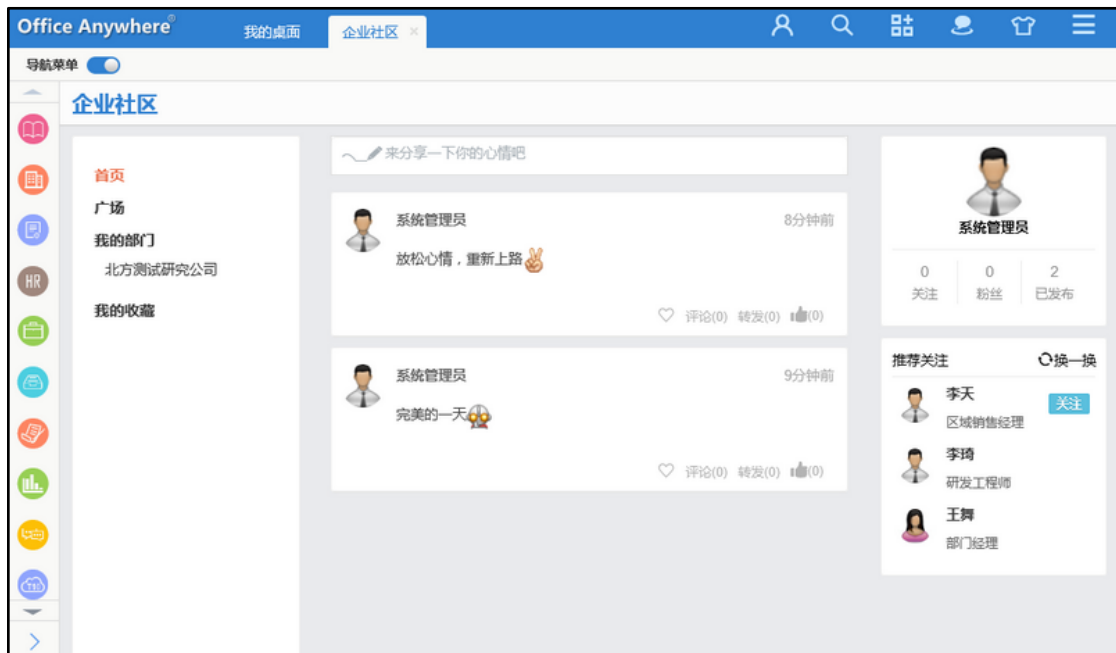 Office Anywhere®
我的桌面
企业社区 ×
导航菜单
企业社区
首页
广场
我的部门
北方测试研究公司
我的收藏
来分享一下你的心情吧
系统管理员
8分钟前
放松心情，重新上路
评论(0) 转发(0) (0)
系统管理员
9分钟前
完美的一天
评论(0) 转发(0) (0)
系统管理员
0 0 2
关注 粉丝 已发布
推荐关注 换一换
李天
关注
区域销售经理
李琦
研发工程师
王舞
部门经理
HR